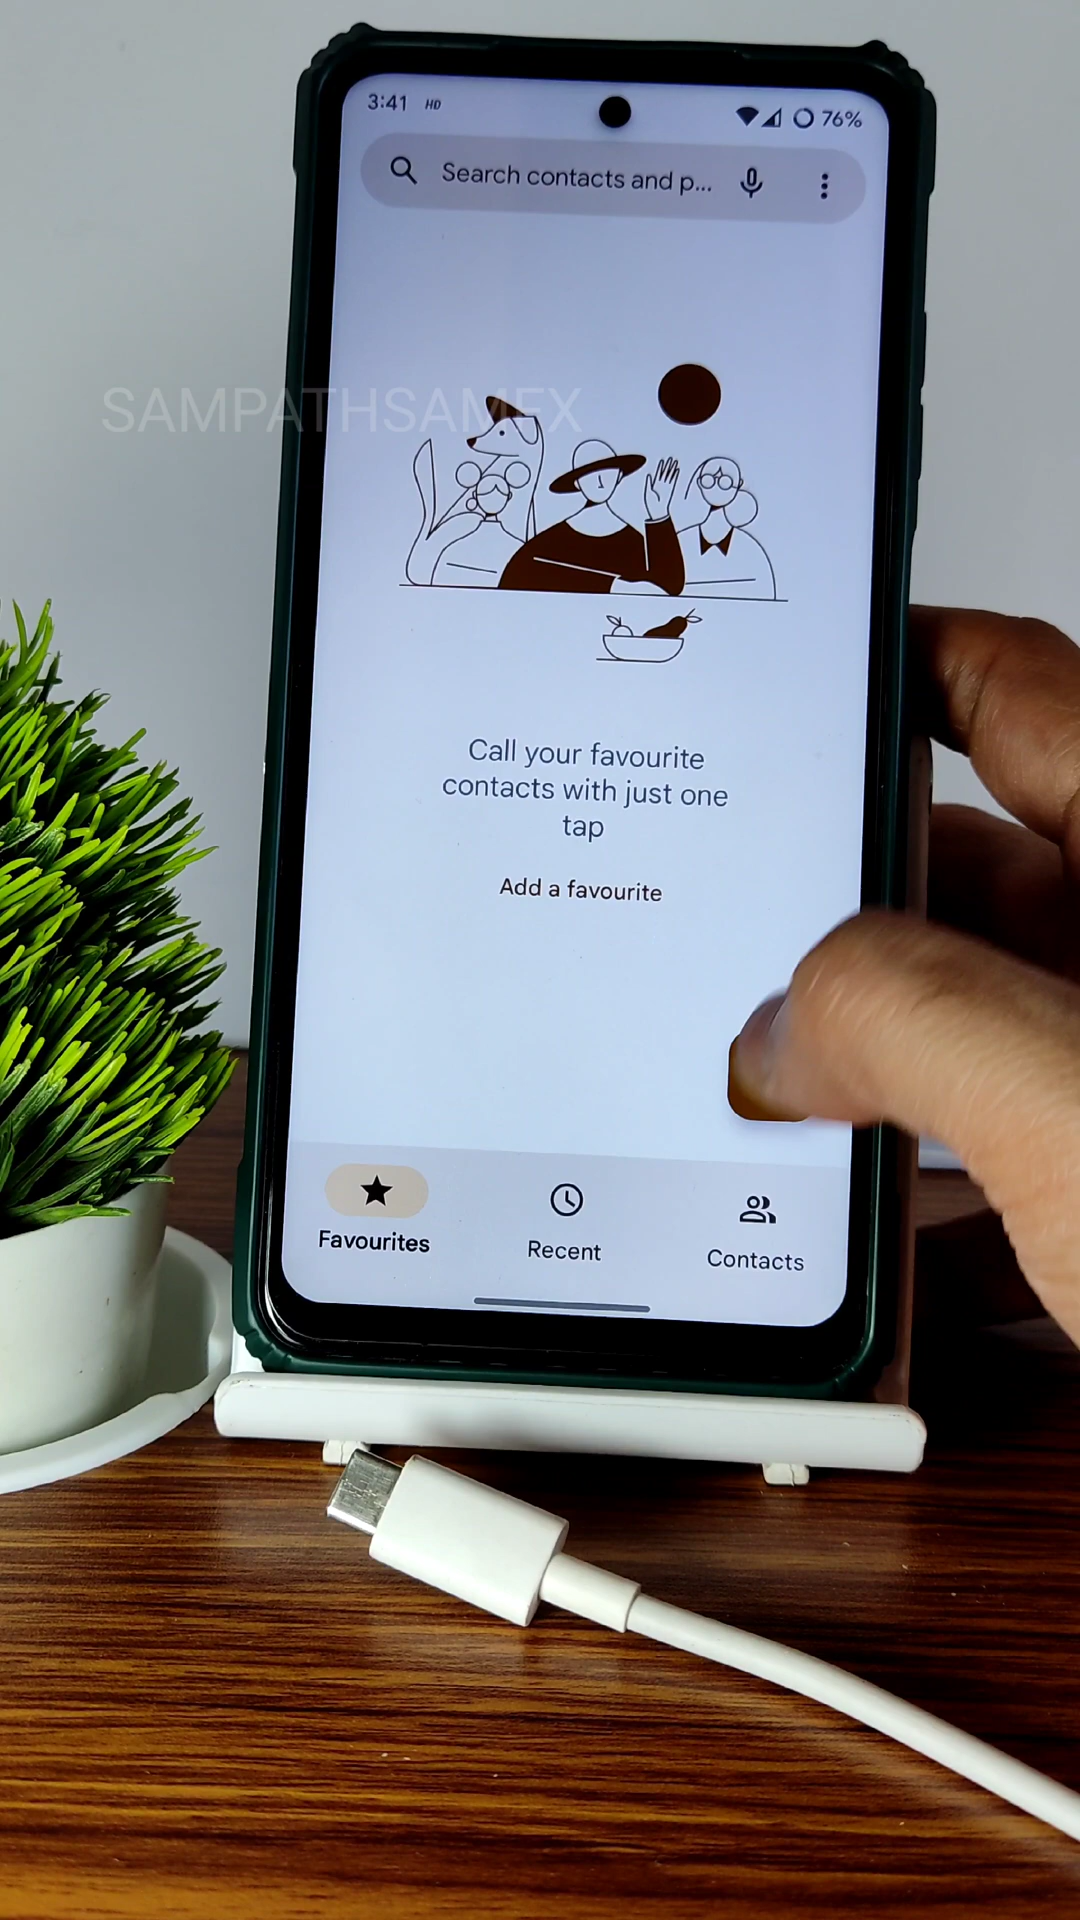 3:41 HD 76%
Search contacts and p...
SAMPATHSAMFX
Call your favourite
contacts with just one
tap
Add a favourite
Favourites
Recent
Contacts